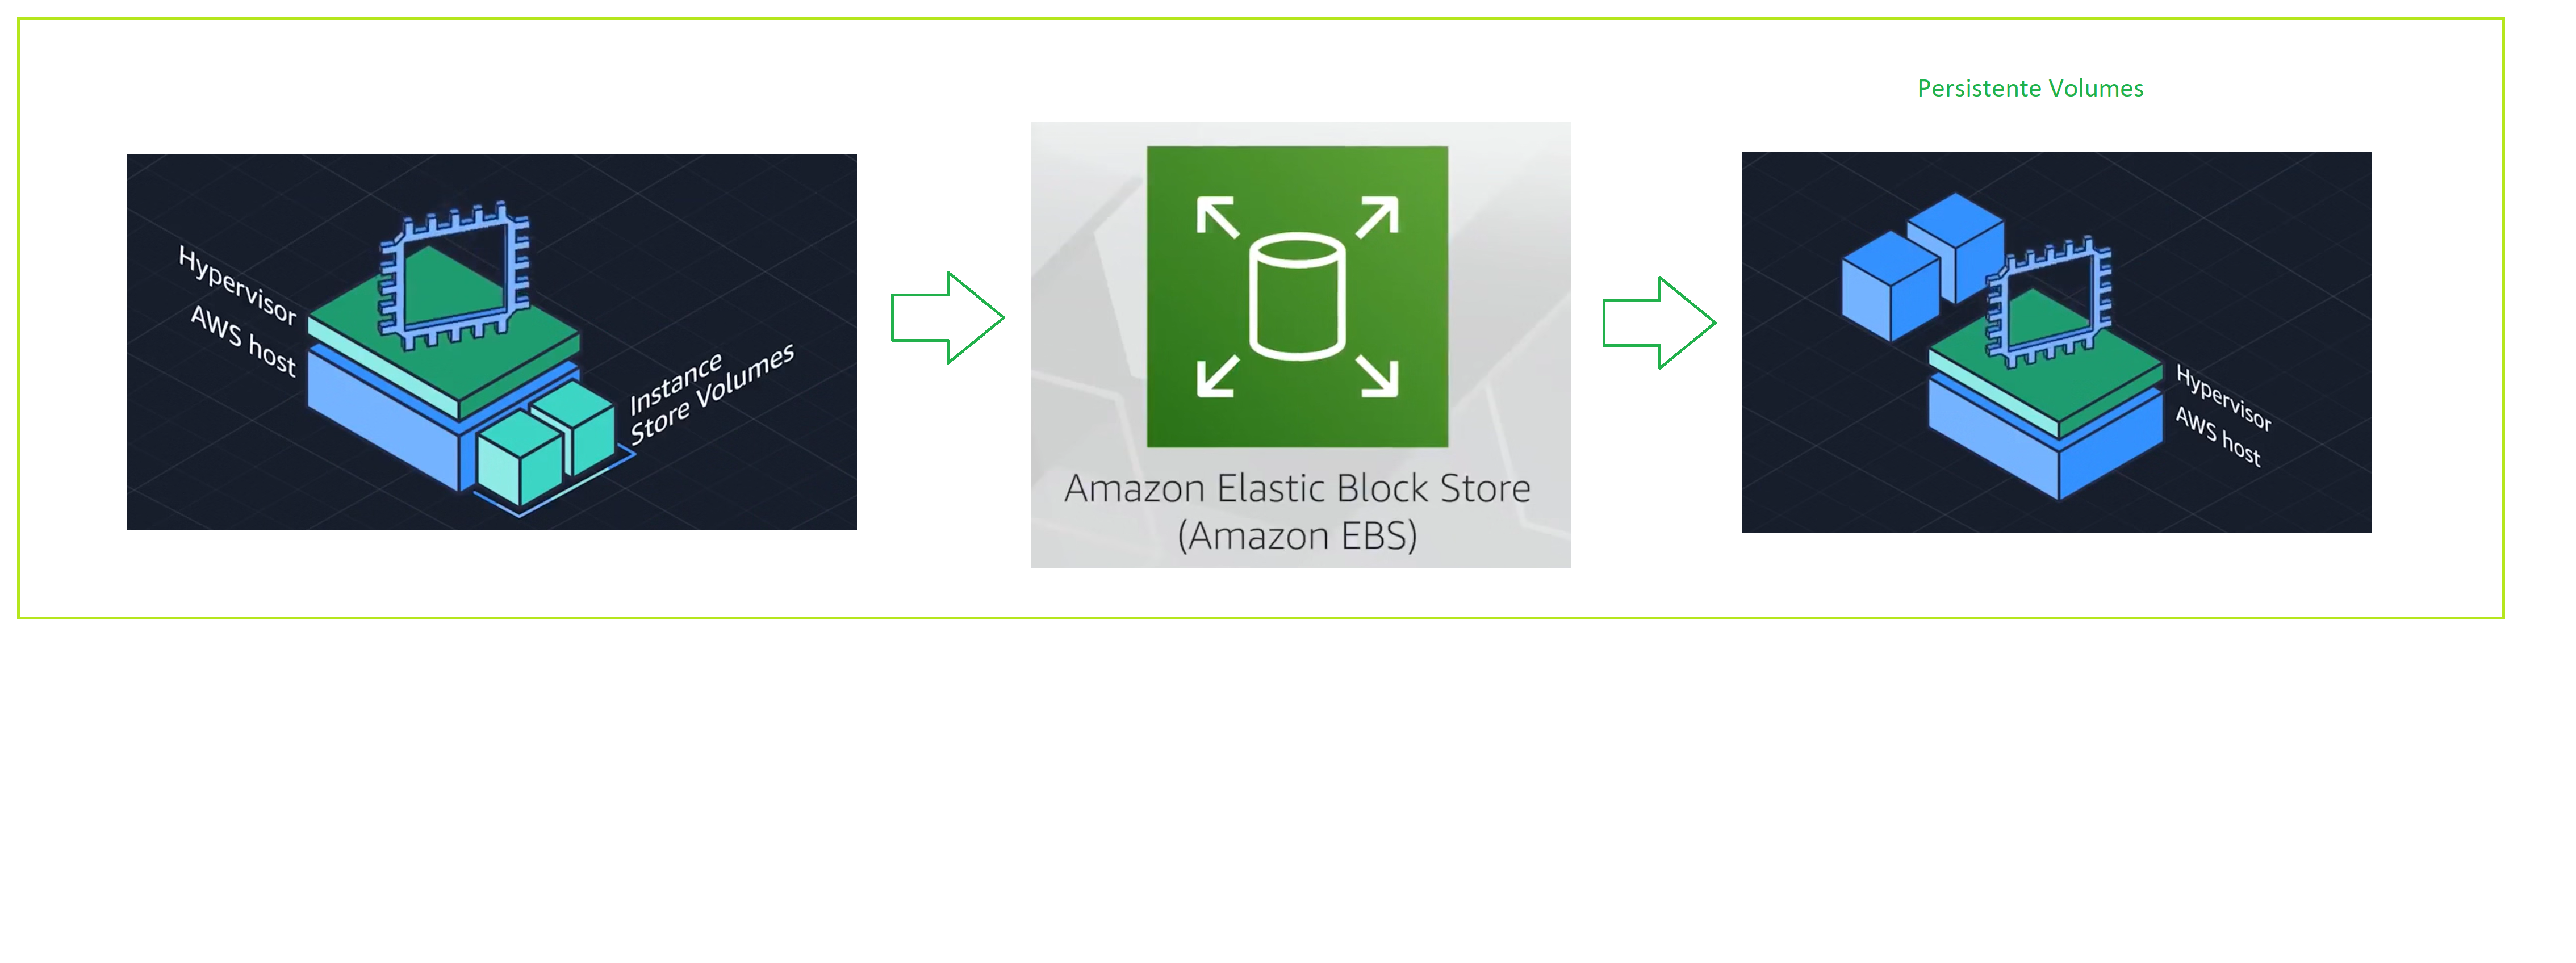 Persistente Volumes
Hypervisor
AWS host
Instance
Store Volumes
Amazon Elastic Block Store
(Amazon EBS)
Hypervisor
AWS host